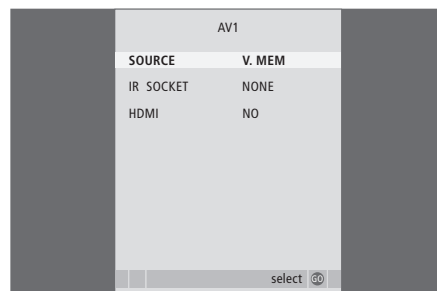 AV1
SOURCE V. MEM
IR SOCKET NONE
HDMI NO
select GO